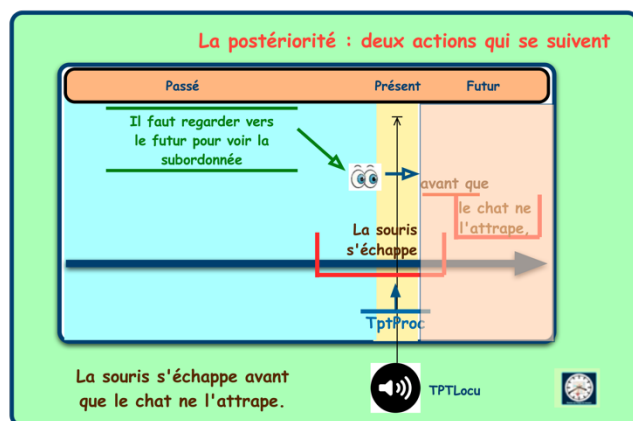 La postériorité : deux actions qui se suivent
Passé Présent Futur
Il faut regarder vers
le futur pour voir la
subordonnée
avant que
le chat ne
l'attrape,
La souris
s'échappe
TptProc
TPTLocu
La souris s'échappe avant
que le chat ne l'attrape.